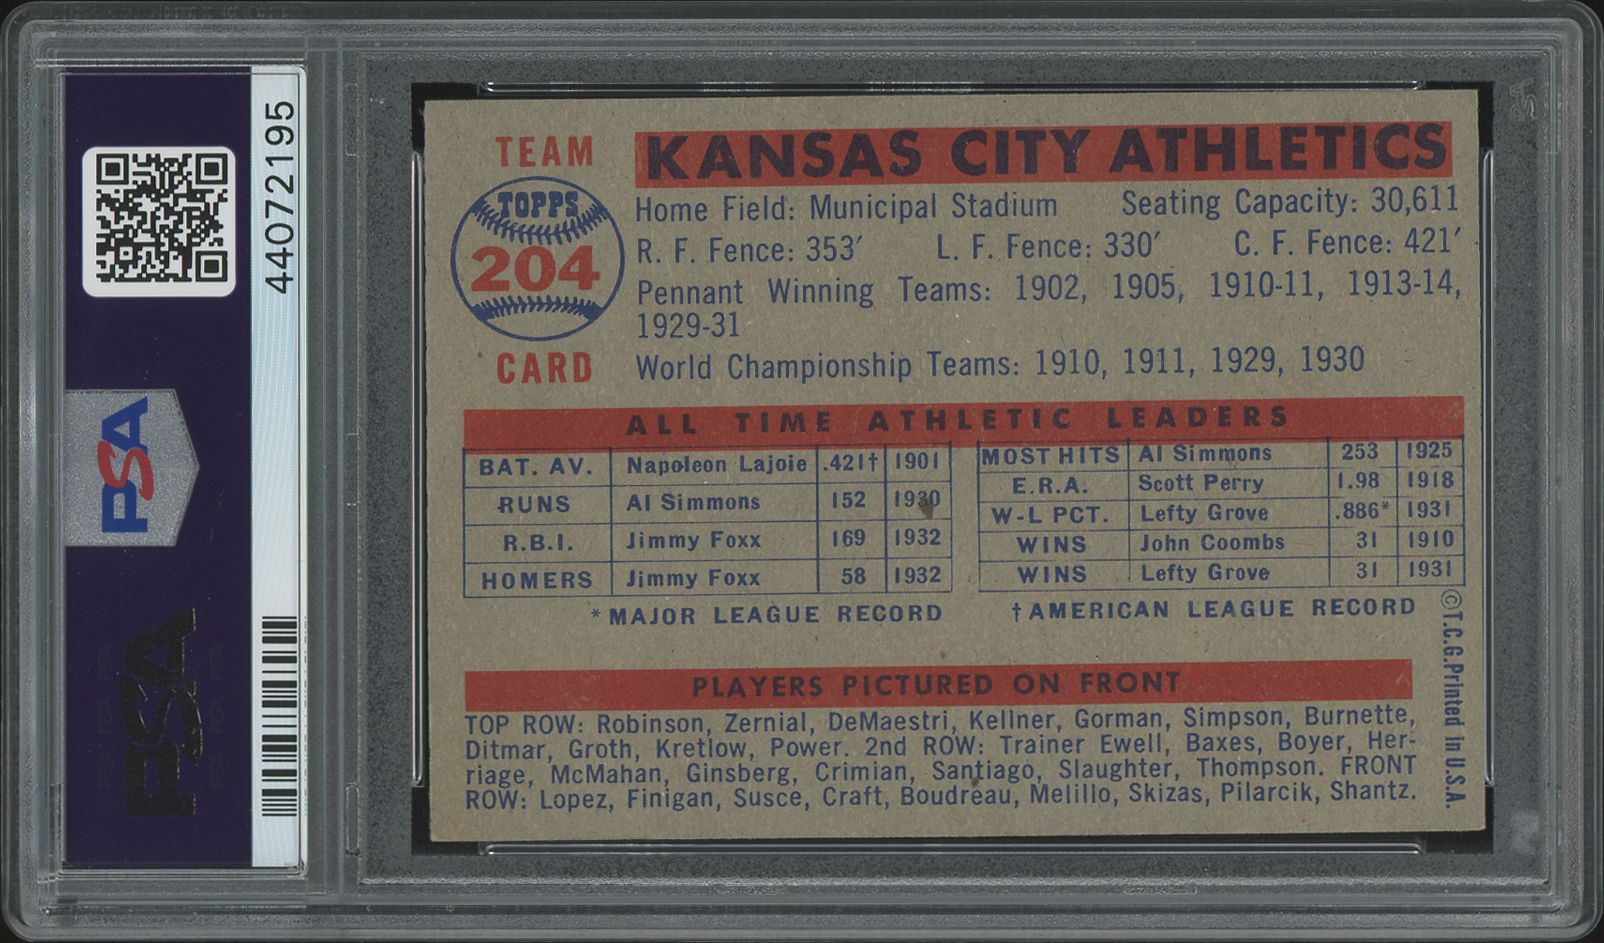 44072195
PSA
PSA
TEAM
TOPPS
204
CARD
KANSAS CITY ATHLETICS
Home Field: Municipal Stadium Seating Capacity: 30,611
R. F. Fence: 353′ L. F. Fence: 330′ C. F. Fence: 421′
Pennant Winning Teams: 1902, 1905, 1910-11, 1913-14,
1929-31
World Championship Teams: 1910, 1911, 1929, 1930
ALL TIME ATHLETIC LEADERS
BAT. AV. Napoleon Lajoie .421† 1901
RUNS Al Simmons 152 1930
R.B.I. Jimmy Foxx 169 1932
HOMERS Jimmy Foxx 58 1932
MOST HITS Al Simmons 253 1925
E.R.A. Scott Perry 1.98 1918
W-L PCT. Lefty Grove .886* 1931
WINS John Coombs 31 1910
WINS Lefty Grove 31 1931
*MAJOR LEAGUE RECORD †AMERICAN LEAGUE RECORD
PLAYERS PICTURED ON FRONT
TOP ROW: Robinson, Zernial, DeMaestri, Kellner, Gorman, Simpson, Burnette,
Ditmar, Groth, Kretlow, Power. 2nd ROW: Trainer Ewell, Baxes, Boyer, Her-
riage, McMahan, Ginsberg, Crimian, Santiago, Slaughter, Thompson. FRONT
ROW: Lopez, Finigan, Susce, Craft, Boudreau, Melillo, Skizas, Pilarcik, Shantz.
©T.C.G. Printed in U.S.A.